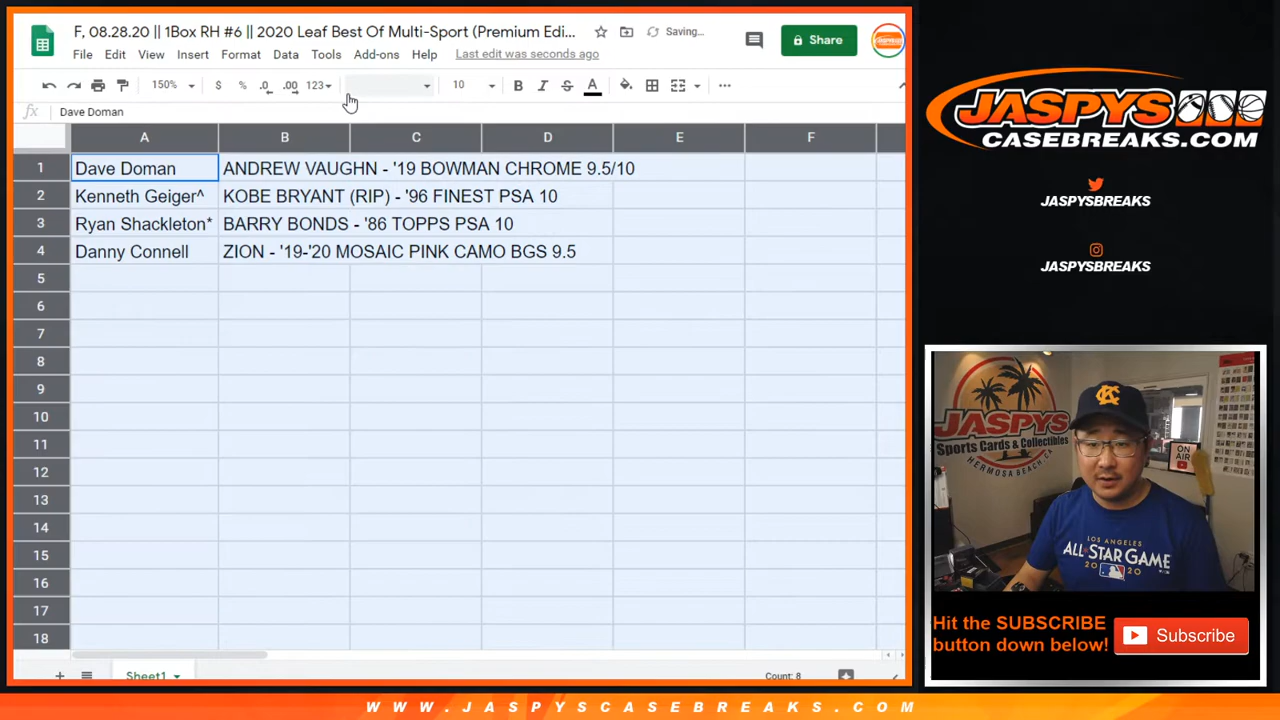 F, 08.28.20 || 1Box RH #6 || 2020 Leaf Best Of Multi-Sport (Premium Edi...
Saving...
File Edit View Insert Format Data Tools Add-ons Help Last edit was seconds ago
Share
150% $ % .0 .00 123 10 B I S A
fx Dave Doman
A B C D E F
1 Dave Doman ANDREW VAUGHN - '19 BOWMAN CHROME 9.5/10
2 Kenneth Geiger^ KOBE BRYANT (RIP) - '96 FINEST PSA 10
3 Ryan Shackleton* BARRY BONDS - '86 TOPPS PSA 10
4 Danny Connell ZION - '19-'20 MOSAIC PINK CAMO BGS 9.5
5
6
7
8
9
10
11
12
13
14
15
16
17
18
Sheet1
Count: 8
JASPYS
CASEBREAKS.COM
JASPYSBREAKS
JASPYSBREAKS
JASPYS
Sports Cards & Collectibles
HERMOSA BEACH, CA
ON AIR
KC
LOS ANGELES
ALL STAR GAME
2020
Hit the SUBSCRIBE
button down below!
Subscribe
WWW.JASPYSCASEBREAKS.COM